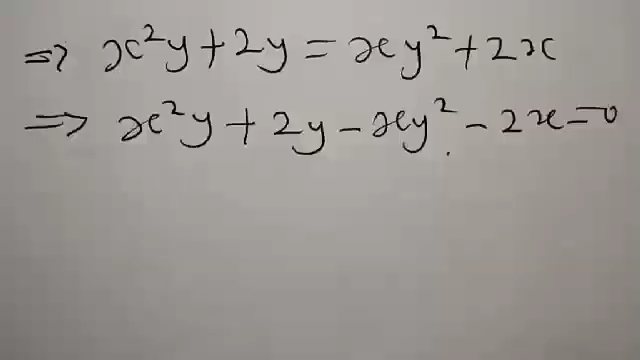 ⇒ x²y + 2y = xy² + 2x
⇒ x²y + 2y - xy² - 2x = 0